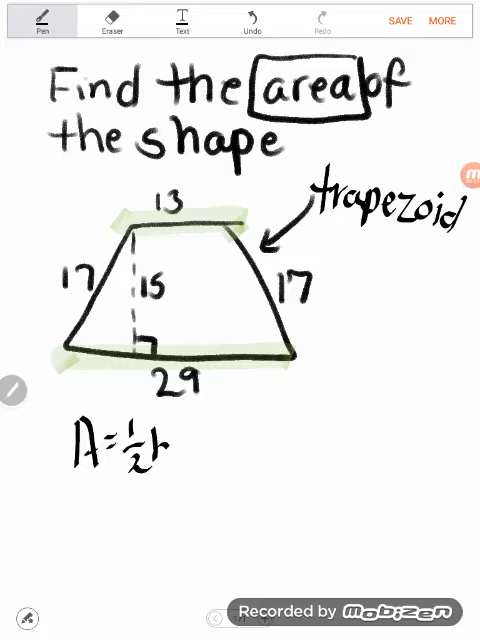 Pen
Eraser
Text
Undo
Redo
SAVE
MORE
Find the area of
the shape
trapezoid
13
17
15
17
29
A = 1/2
Recorded by mobizen